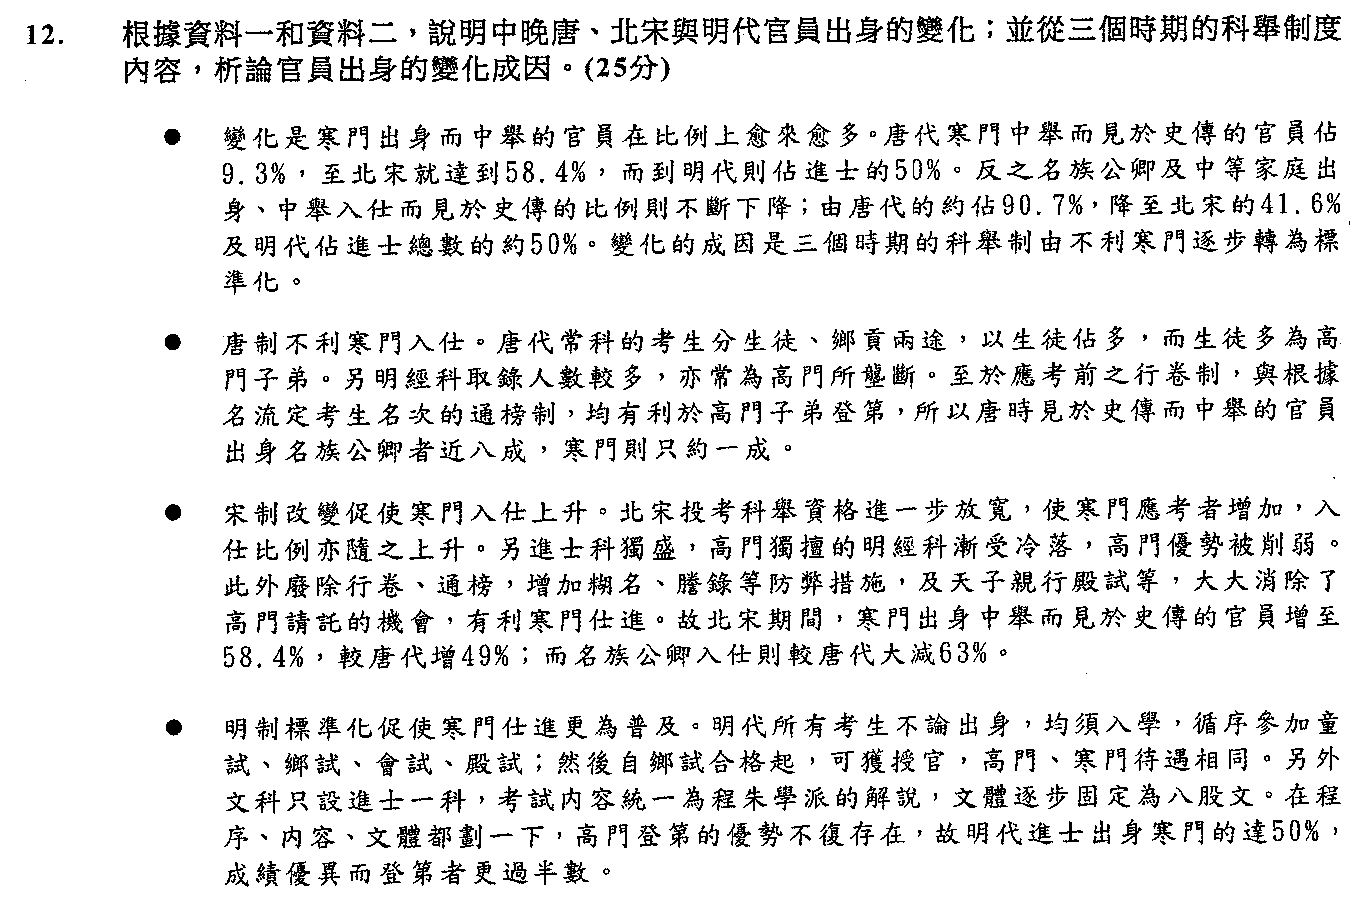 12. 根據資料一和資料二，說明中晚唐、北宋與明代官員出身的變化；並從三個時期的科舉制度
內容，析論官員出身的變化成因。(25分)
● 變化是寒門出身而中舉的官員在比例上愈來愈多。唐代寒門中舉而見於史傳的官員佔
9.3%，至北宋就達到58.4%，而到明代則佔進士的50%。反之名族公卿及中等家庭出
身、中舉入仕而見於史傳的比例則不斷下降；由唐代的約佔90.7%，降至北宋的41.6%
及明代佔進士總數的約50%。變化的成因是三個時期的科舉制由不利寒門逐步轉為標
準化。
● 唐制不利寒門入仕。唐代常科的考生分生徒、鄉貢兩途，以生徒佔多，而生徒多為高
門子弟。另明經科取錄人數較多，亦常為高門所壟斷。至於應考前之行卷制，與根據
名流定考生名次的通榜制，均有利於高門子弟登第，所以唐時見於史傳而中舉的官員
出身名族公卿者近八成，寒門則只約一成。
● 宋制改變促使寒門入仕上升。北宋投考科舉資格進一步放寬，使寒門應考者增加，入
仕比例亦隨之上升。另進士科獨盛，高門獨擅的明經科漸受冷落，高門優勢被削弱。
此外廢除行卷、通榜，增加糊名、謄錄等防弊措施，及天子親行殿試等，大大消除了
高門請託的機會，有利寒門仕進。故北宋期間，寒門出身中舉而見於史傳的官員增至
58.4%，較唐代增49%；而名族公卿入仕則較唐代大減63%。
● 明制標準化促使寒門仕進更為普及。明代所有考生不論出身，均須入學，循序參加童
試、鄉試、會試、殿試；然後自鄉試合格起，可獲授官，高門、寒門待遇相同。另外
文科只設進士一科，考試內容統一為程朱學派的解說，文體逐步固定為八股文。在程
序、內容、文體都劃一下，高門登第的優勢不復存在，故明代進士出身寒門的達50%，
成績優異而登第者更過半數。